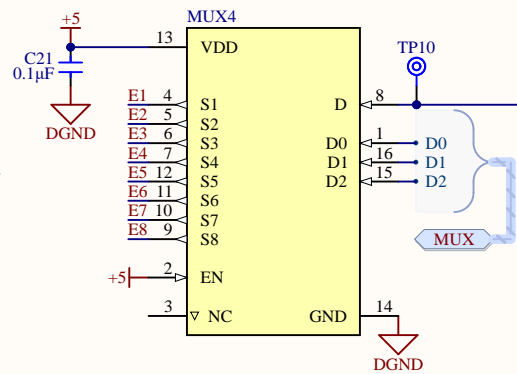 MUX4
+5
13
VDD
C21
0.1µF
DGND
TP10
E1 4 S1
E2 5 S2
E3 6 S3
E4 7 S4
E5 12 S5
E6 11 S6
E7 10 S7
E8 9 S8
D 8
D0 1 D0
D1 16 D1
D2 15 D2
MUX
+5 2 EN
3 NC
GND 14
DGND